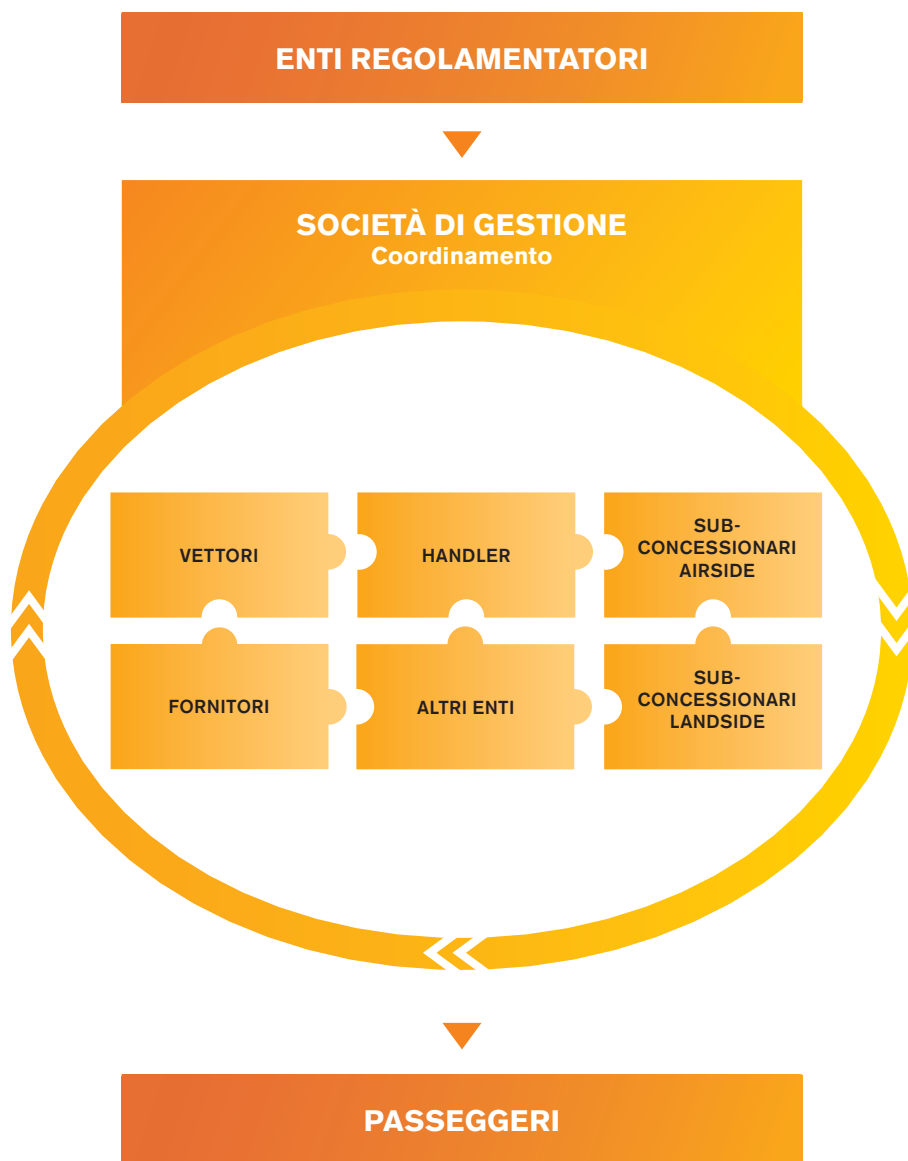 ENTI REGOLAMENTATORI
SOCIETÀ DI GESTIONE
Coordinamento
VETTORI
HANDLER
SUB-
CONCESSIONARI
AIRSIDE
FORNITORI
ALTRI ENTI
SUB-
CONCESSIONARI
LANDSIDE
PASSEGGERI